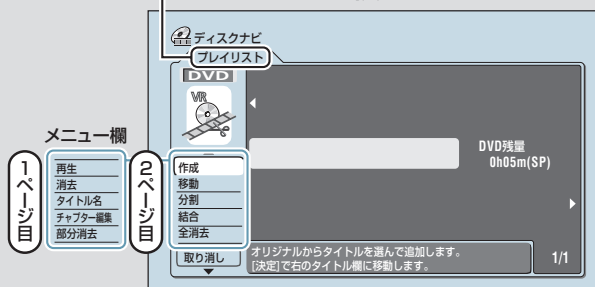 ディスクナビ
プレイリスト
DVD
VR
メニュー欄
1ページ目
再生
消去
タイトル名
チャプター編集
部分消去
2ページ目
作成
移動
分割
結合
全消去
取り消し
DVD残量
0h05m(SP)
オリジナルからタイトルを選んで追加します。
[決定]で右のタイトル欄に移動します。
1/1